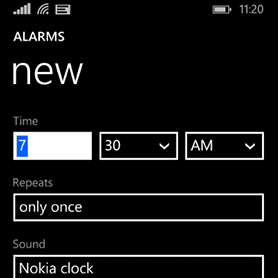 11:20
ALARMS
new
Time
7 30 AM
Repeats
only once
Sound
Nokia clock